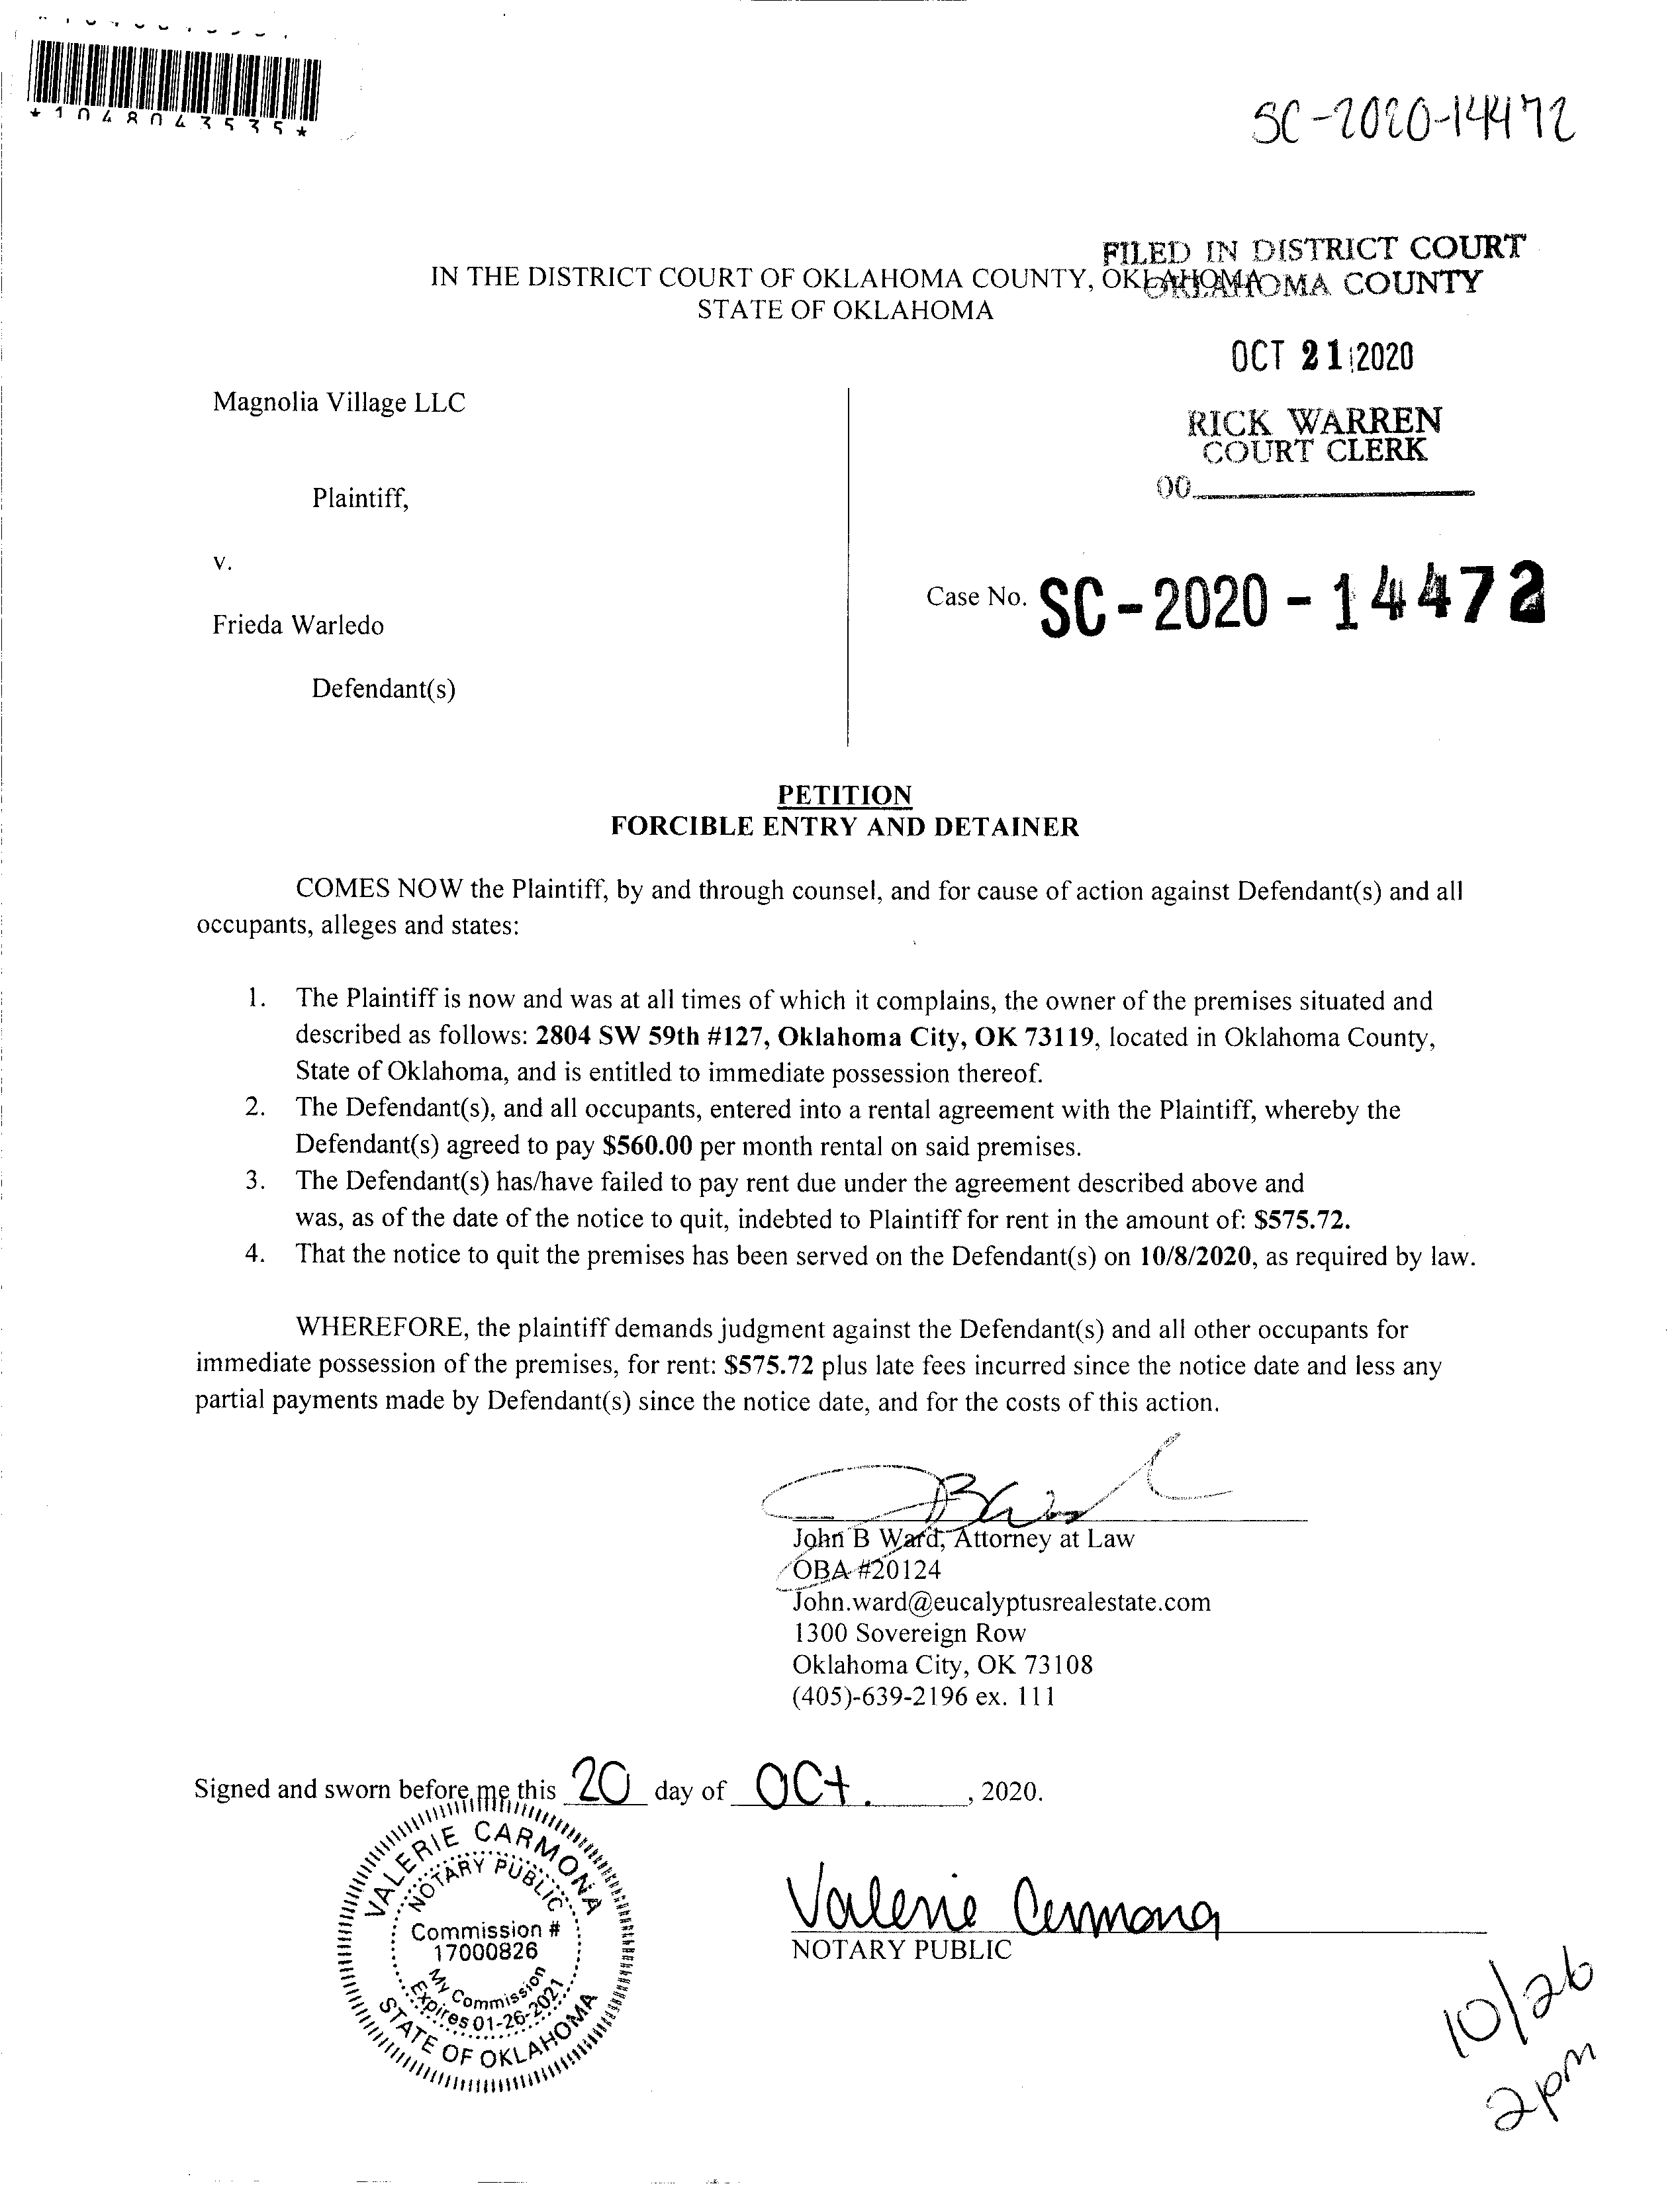 *1048043535*
SC-2020-14472
FILED IN DISTRICT COURT
OKLAHOMA COUNTY
IN THE DISTRICT COURT OF OKLAHOMA COUNTY, OKLAHOMA
STATE OF OKLAHOMA
OCT 21 2020
RICK WARREN
COURT CLERK
00
Magnolia Village LLC
Plaintiff,
v.
Case No. SC-2020-14472
Frieda Warledo
Defendant(s)
PETITION
FORCIBLE ENTRY AND DETAINER
COMES NOW the Plaintiff, by and through counsel, and for cause of action against Defendant(s) and all
occupants, alleges and states:
1. The Plaintiff is now and was at all times of which it complains, the owner of the premises situated and
described as follows: 2804 SW 59th #127, Oklahoma City, OK 73119, located in Oklahoma County,
State of Oklahoma, and is entitled to immediate possession thereof.
2. The Defendant(s), and all occupants, entered into a rental agreement with the Plaintiff, whereby the
Defendant(s) agreed to pay $560.00 per month rental on said premises.
3. The Defendant(s) has/have failed to pay rent due under the agreement described above and
was, as of the date of the notice to quit, indebted to Plaintiff for rent in the amount of: $575.72.
4. That the notice to quit the premises has been served on the Defendant(s) on 10/8/2020, as required by law.
WHEREFORE, the plaintiff demands judgment against the Defendant(s) and all other occupants for
immediate possession of the premises, for rent: $575.72 plus late fees incurred since the notice date and less any
partial payments made by Defendant(s) since the notice date, and for the costs of this action.
John B Ward, Attorney at Law
OBA #20124
John.ward@eucalyptusrealestate.com
1300 Sovereign Row
Oklahoma City, OK 73108
(405)-639-2196 ex. 111
Signed and sworn before me this 20 day of Oct. , 2020.
VALERIE CARMONA
NOTARY PUBLIC
Commission #
17000826
My Commission
Expires 01-26-2021
STATE OF OKLAHOMA
Valerie Carmona
NOTARY PUBLIC
10/26
2pm